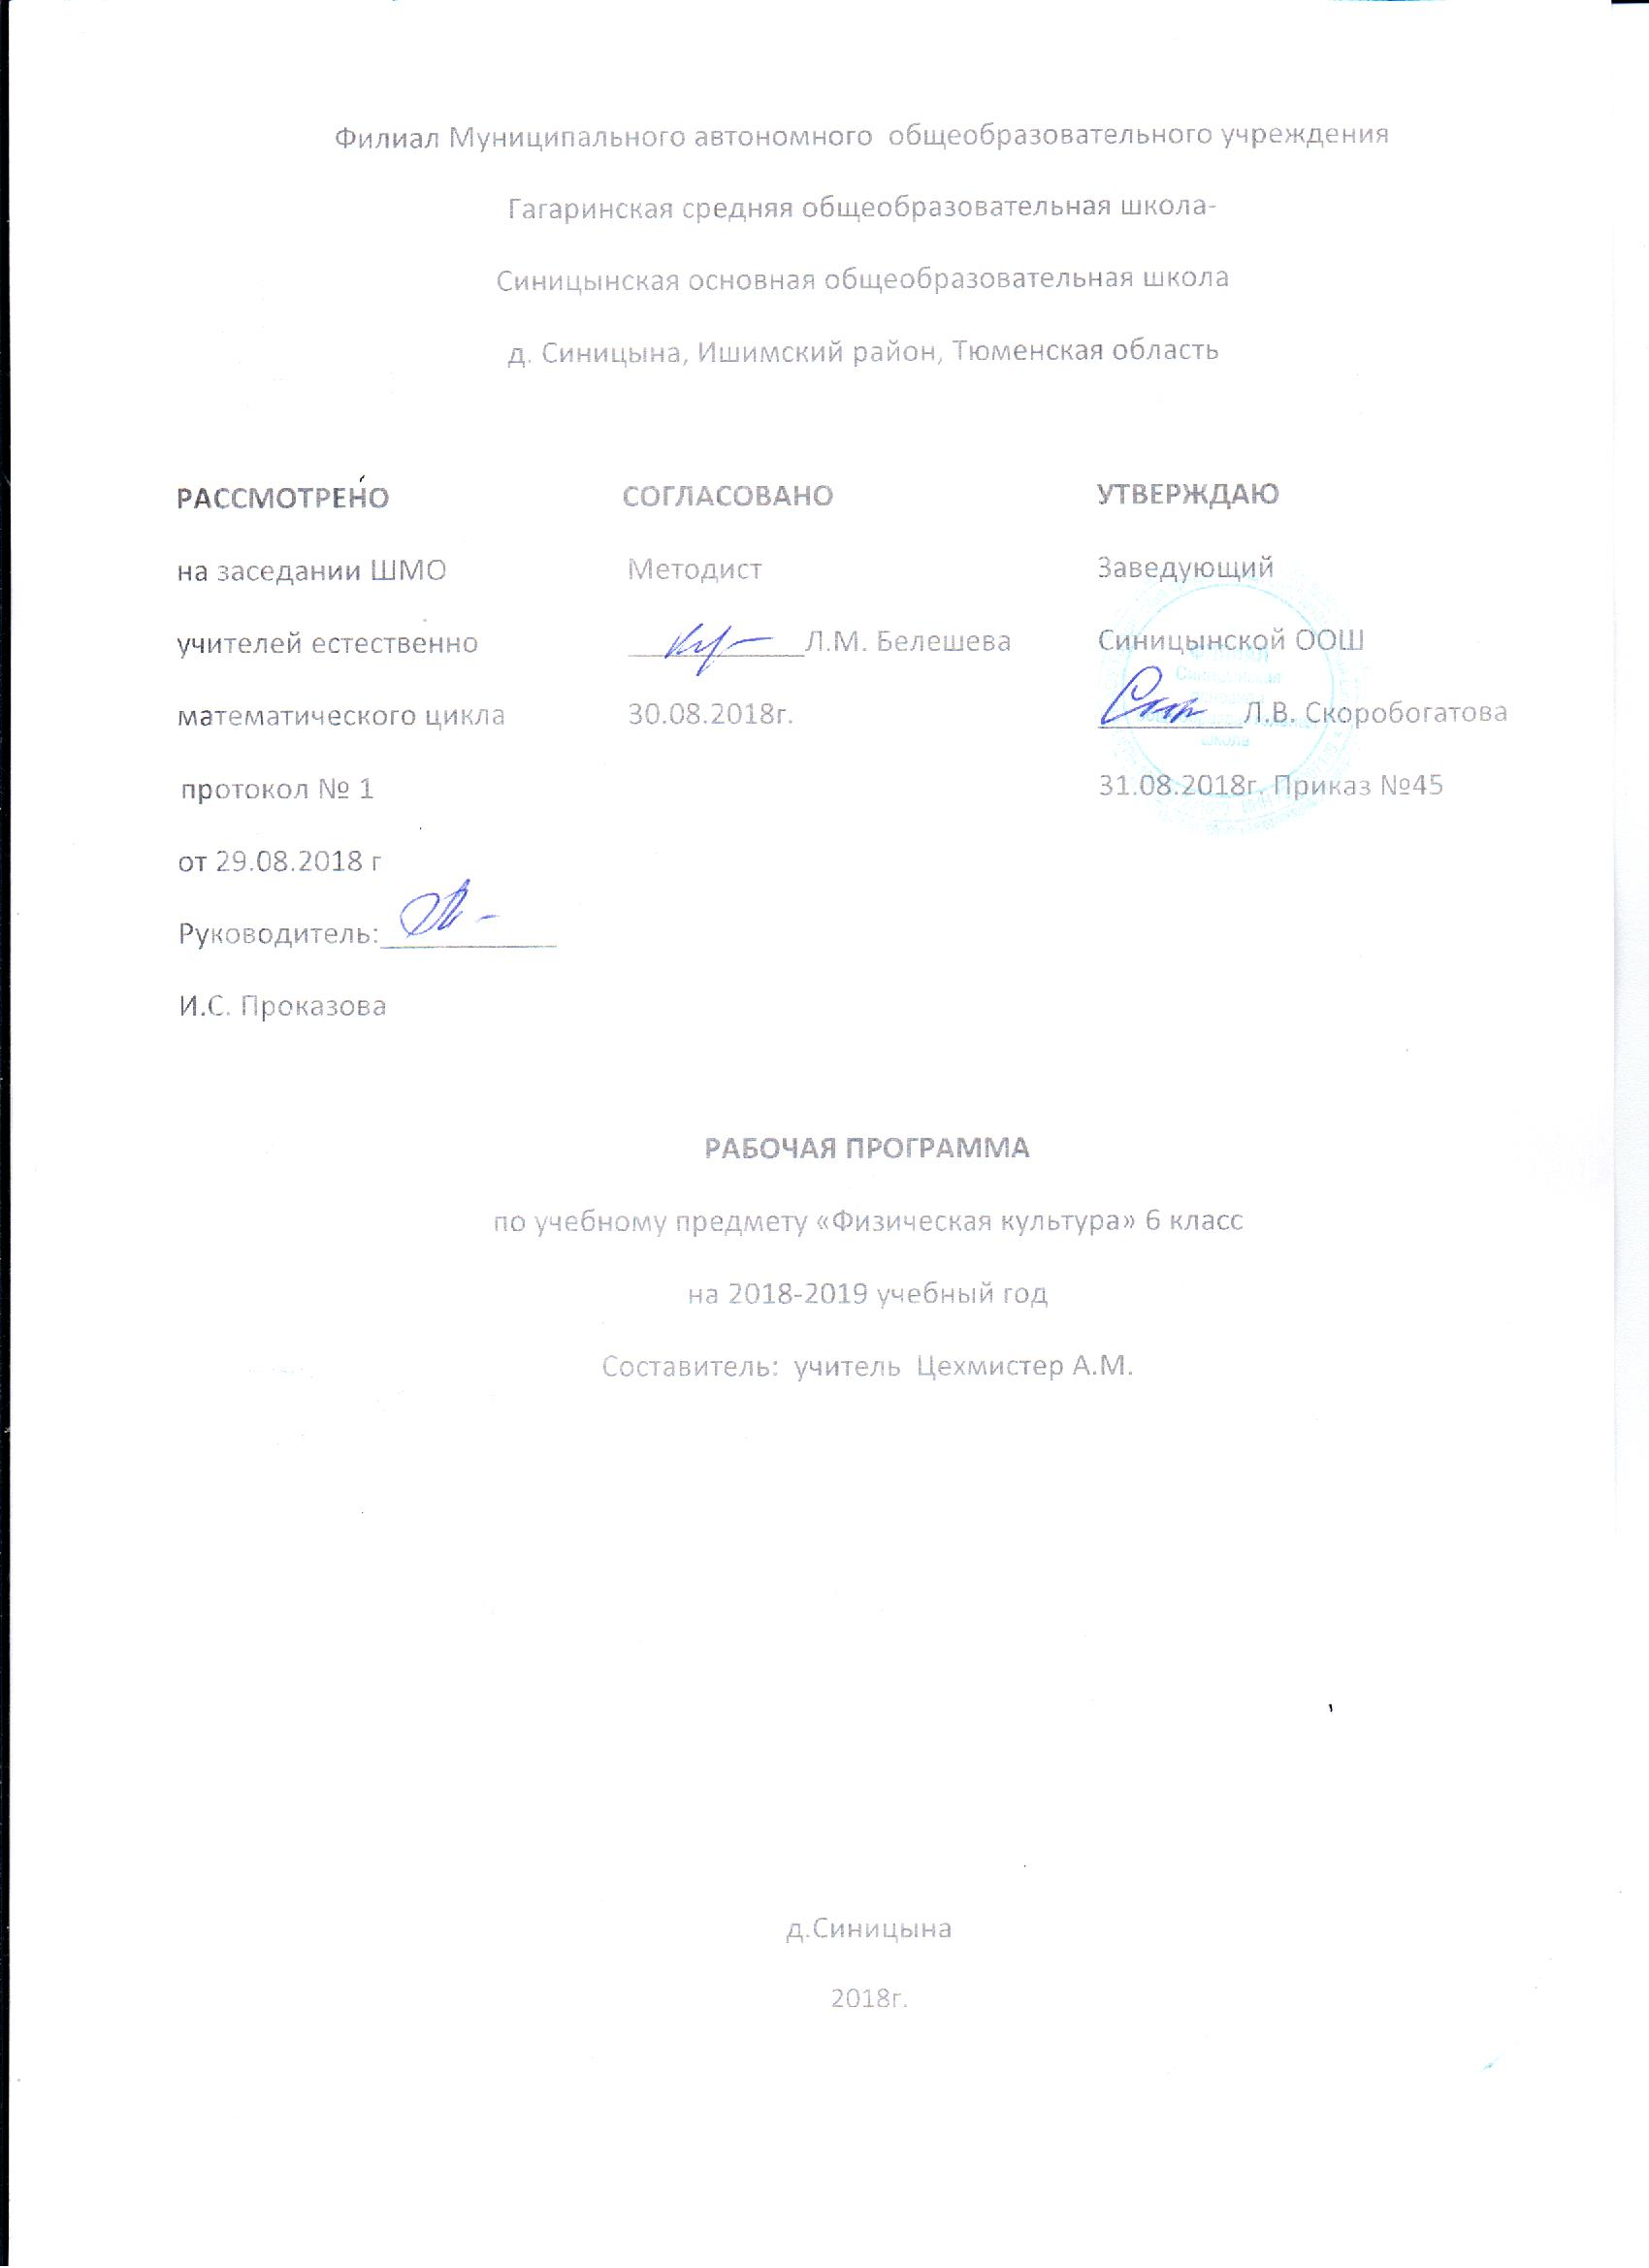 Филиал Муниципального автономного общеобразовательного учреждения
Гагаринская средняя общеобразовательная школа-
Синицынская основная общеобразовательная школа
д. Синицына, Ишимский район, Тюменская область
РАССМОТРЕНО
на заседании ШМО
учителей естественно
математического цикла
протокол № 1
от 29.08.2018 г
Руководитель:____________
И.С. Проказова
СОГЛАСОВАНО
Методист
____________Л.М. Белешева
30.08.2018г.
УТВЕРЖДАЮ
Заведующий
Синицынской ООШ
__________Л.В. Скоробогатова
31.08.2018г. Приказ №45
РАБОЧАЯ ПРОГРАММА
по учебному предмету «Физическая культура» 6 класс
на 2018-2019 учебный год
Составитель: учитель Цехмистер А.М.
д.Синицына
2018г.